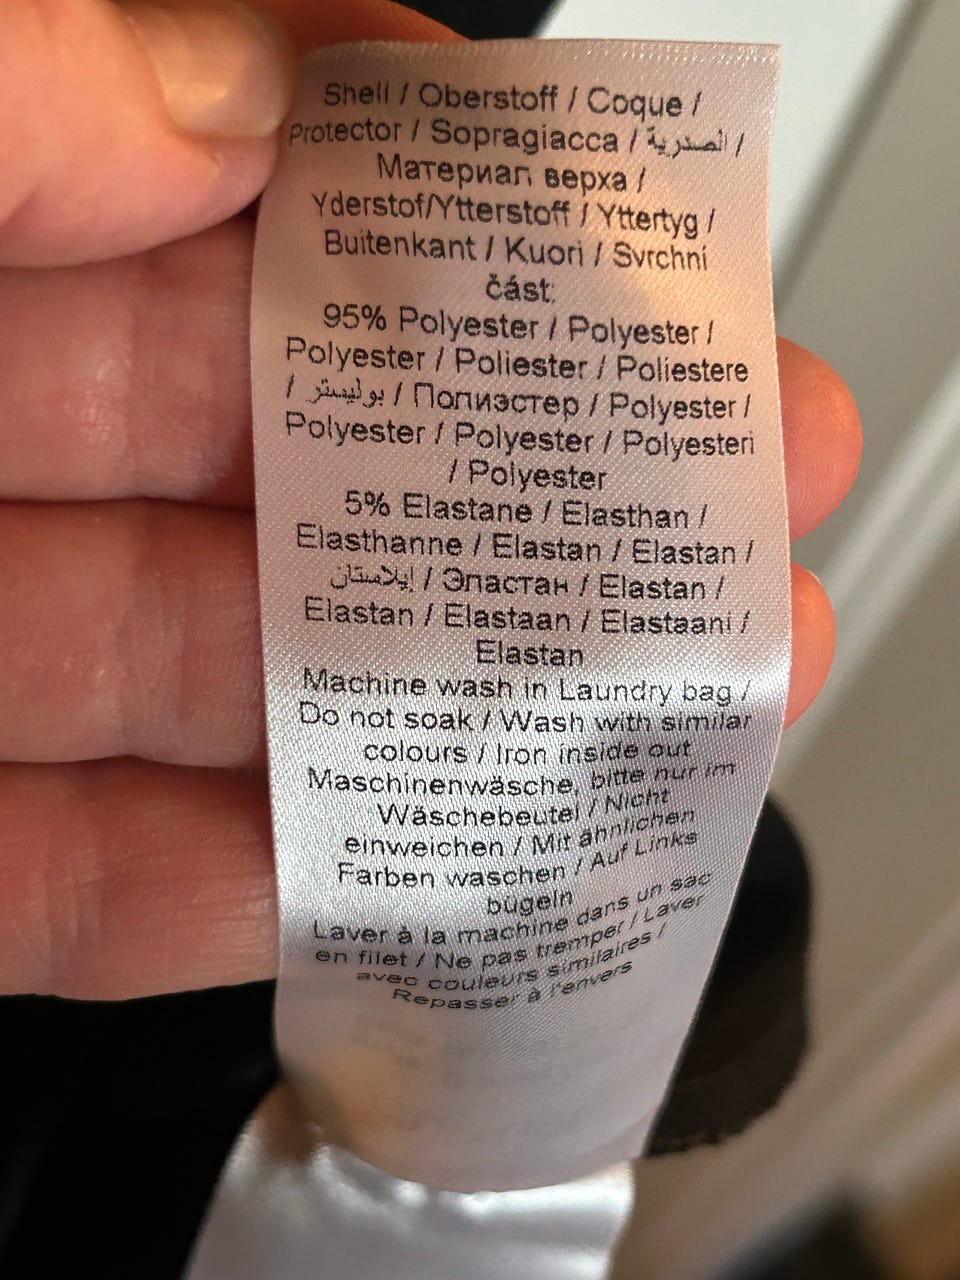 Shell / Oberstoff / Coque /
Protector / Sopragiacca / الصدرية /
Материал верха /
Yderstof/Ytterstoff / Yttertyg /
Buitenkant / Kuori / Svrchní
část:
95% Polyester / Polyester /
Polyester / Poliester / Poliestere
/ بوليستر / Полиэстер / Polyester /
Polyester / Polyester / Polyesteri
/ Polyester
5% Elastane / Elasthan /
Elasthanne / Elastan / Elastan /
إيلاستان / Эластан / Elastan /
Elastan / Elastaan / Elastaani /
Elastan
Machine wash in Laundry bag /
Do not soak / Wash with similar
colours / Iron inside out
Maschinenwäsche, bitte nur im
Wäschebeutel / Nicht
einweichen / Mit ähnlichen
Farben waschen / Auf Links
bügeln
Laver à la machine dans un sac
en filet / Ne pas tremper / Laver
avec couleurs similaires /
Repasser à l'envers